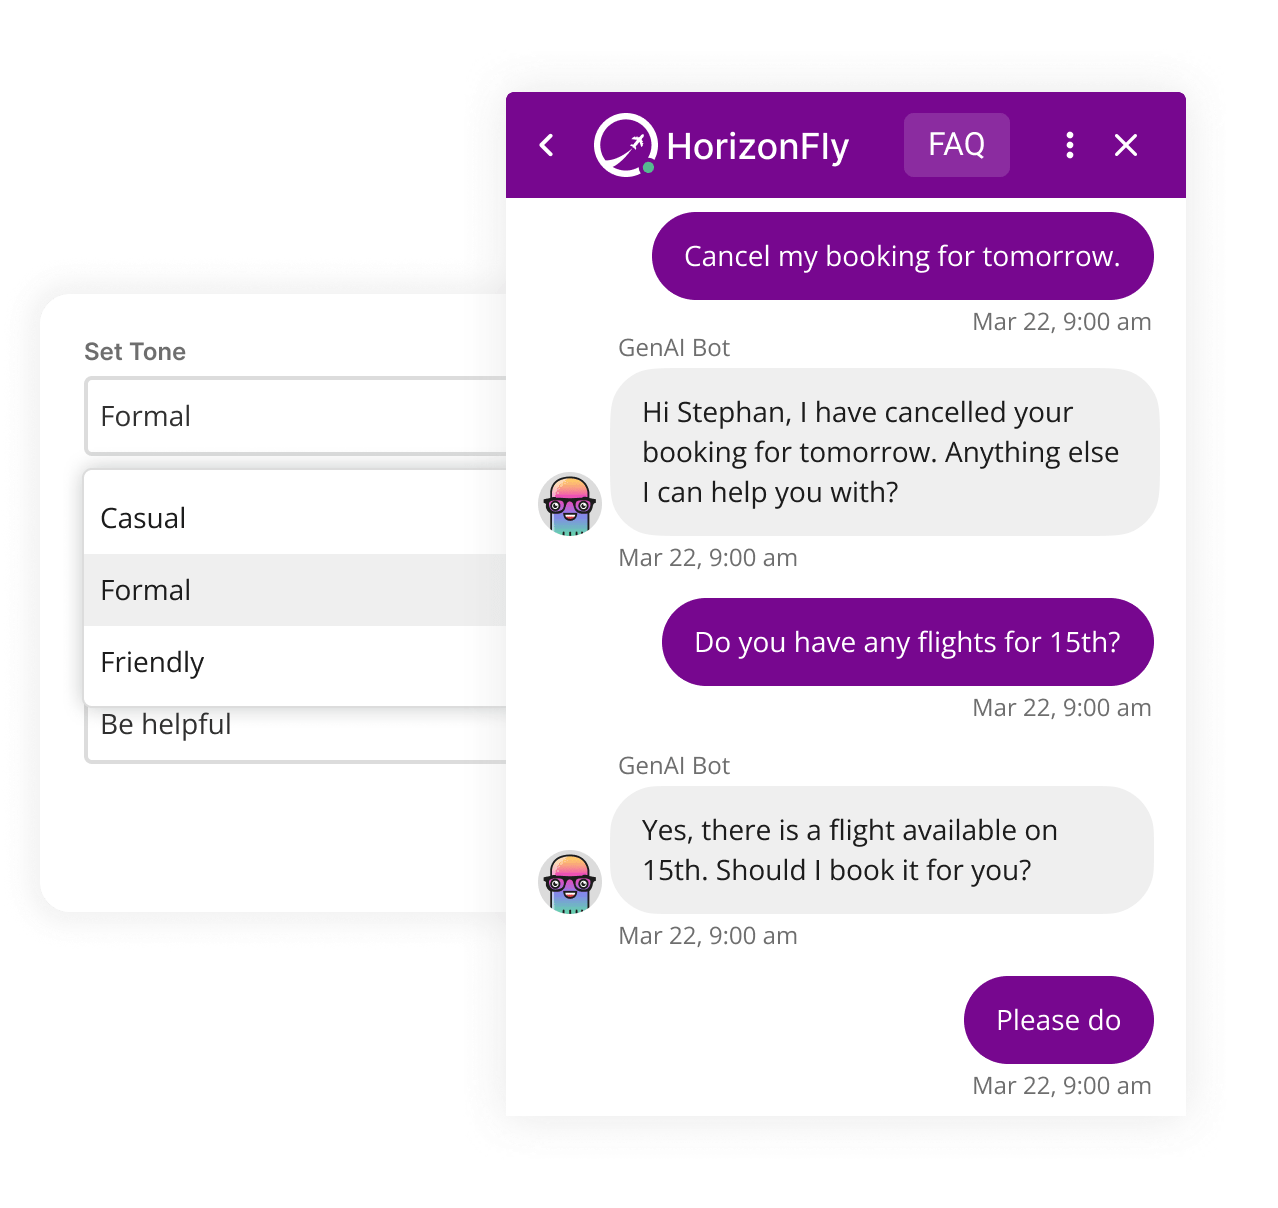 Set Tone
Formal
Casual
Formal
Friendly
Be helpful
HorizonFly
FAQ
Cancel my booking for tomorrow.
Mar 22, 9:00 am
GenAI Bot
Hi Stephan, I have cancelled your
booking for tomorrow. Anything else
I can help you with?
Mar 22, 9:00 am
Do you have any flights for 15th?
Mar 22, 9:00 am
GenAI Bot
Yes, there is a flight available on
15th. Should I book it for you?
Mar 22, 9:00 am
Please do
Mar 22, 9:00 am